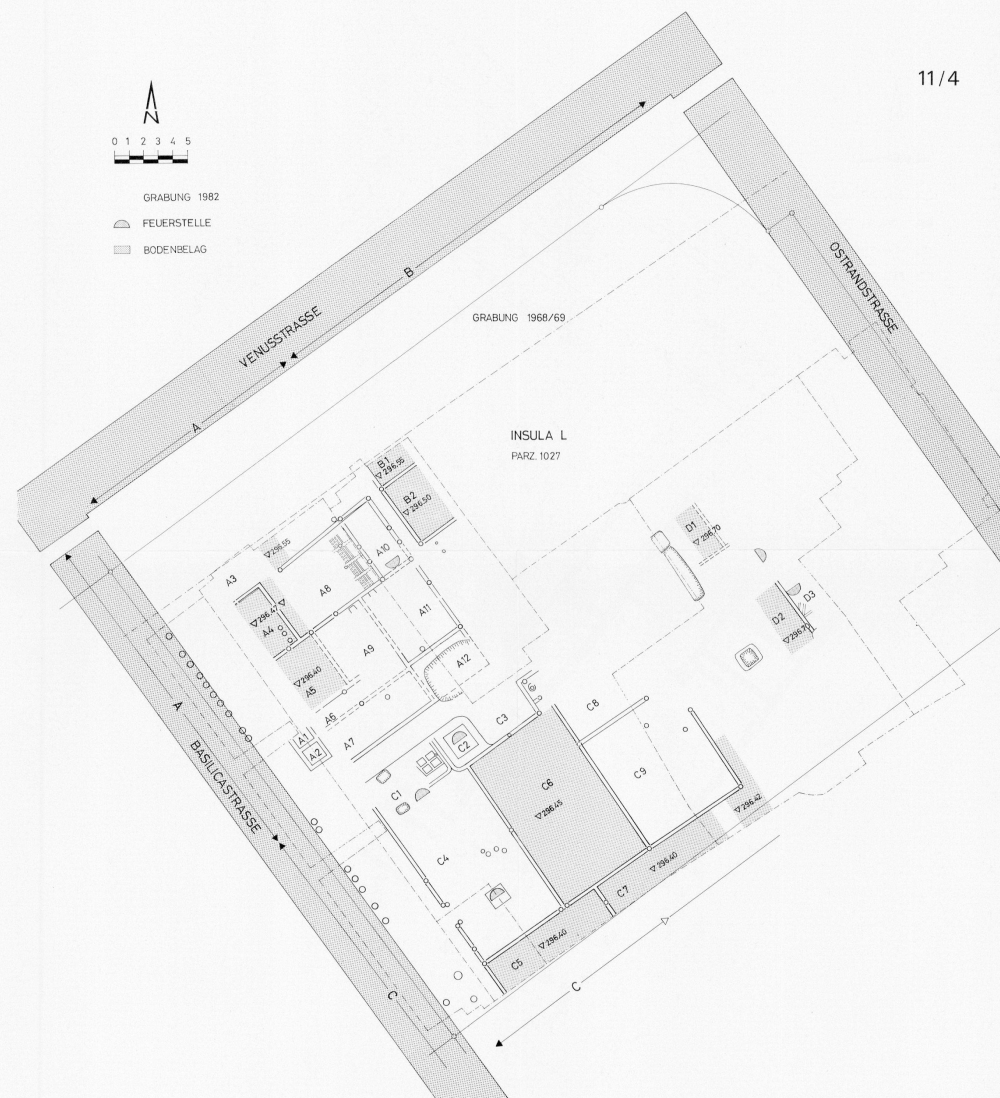 11/4
N
0 1 2 3 4 5
GRABUNG 1982
FEUERSTELLE
BODENBELAG
VENUSSTRASSE
A
B
OSTRANDSTRASSE
GRABUNG 1968/69
INSULA L
PARZ. 1027
B1
296.55
B2
296.50
A3
296.55
A10
A8
296.47
A4
A11
A9
A12
296.40
A5
A6
A7
A1
A2
D1
296.70
D2
D3
296.70
C3
C8
C2
C1
C9
C6
296.45
C4
296.42
296.40
C7
296.40
C5
A
BASILICASTRASSE
C
C